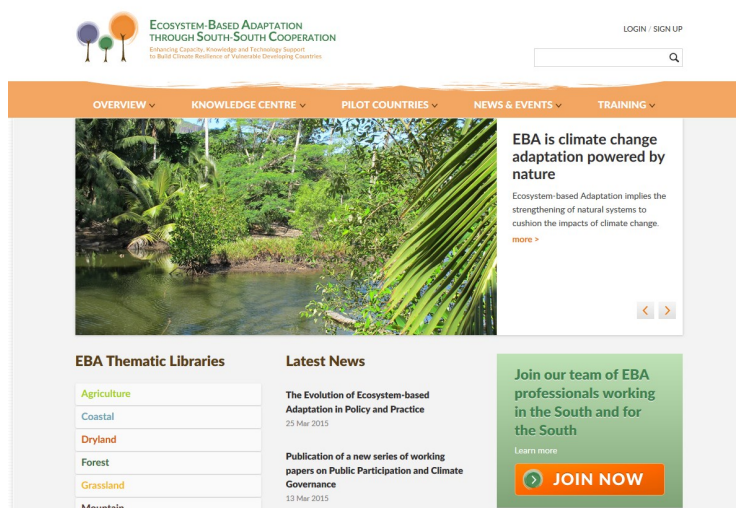 ECOSYSTEM-BASED ADAPTATION
THROUGH SOUTH-SOUTH COOPERATION
Enhancing Capacity, Knowledge and Technology Support
to Build Climate Resilience of Vulnerable Developing Countries
LOGIN / SIGN UP
OVERVIEW
KNOWLEDGE CENTRE
PILOT COUNTRIES
NEWS & EVENTS
TRAINING
EBA is climate change
adaptation powered by
nature
Ecosystem-based Adaptation implies the
strengthening of natural systems to
cushion the impacts of climate change.
more >
EBA Thematic Libraries
Agriculture
Coastal
Dryland
Forest
Grassland
Mountain
Latest News
The Evolution of Ecosystem-based
Adaptation in Policy and Practice
25 Mar 2015
Publication of a new series of working
papers on Public Participation and Climate
Governance
13 Mar 2015
Join our team of EBA
professionals working
in the South and for
the South
Learn more
JOIN NOW